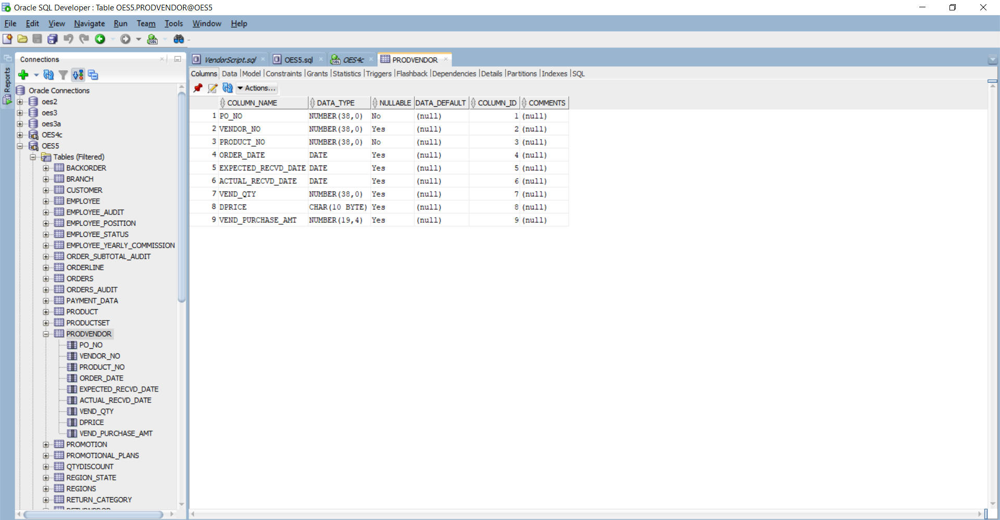 Oracle SQL Developer : Table OES5.PRODVENDOR@OES5
File Edit View Navigate Run Team Tools Window Help
Reports
Connections
Oracle Connections
oes2
oes3
oes3a
OES4c
OES5
Tables (Filtered)
BACKORDER
BRANCH
CUSTOMER
EMPLOYEE
EMPLOYEE_AUDIT
EMPLOYEE_POSITION
EMPLOYEE_STATUS
EMPLOYEE_YEARLY_COMMISSION
ORDER_SUBTOTAL_AUDIT
ORDERLINE
ORDERS
ORDERS_AUDIT
PAYMENT_DATA
PRODUCT
PRODUCTSET
PRODVENDOR
PO_NO
VENDOR_NO
PRODUCT_NO
ORDER_DATE
EXPECTED_RECVD_DATE
ACTUAL_RECVD_DATE
VEND_QTY
DPRICE
VEND_PURCHASE_AMT
PROMOTION
PROMOTIONAL_PLANS
QTYDISCOUNT
REGION_STATE
REGIONS
RETURN_CATEGORY
VendorScript.sql OES5.sql OES4c PRODVENDOR
Columns Data |Model |Constraints |Grants |Statistics |Triggers |Flashback |Dependencies |Details |Partitions |Indexes |SQL
Actions...
COLUMN_NAME DATA_TYPE NULLABLE DATA_DEFAULT COLUMN_ID COMMENTS
1 PO_NO NUMBER(38,0) No (null) 1 (null)
2 VENDOR_NO NUMBER(38,0) Yes (null) 2 (null)
3 PRODUCT_NO NUMBER(38,0) No (null) 3 (null)
4 ORDER_DATE DATE Yes (null) 4 (null)
5 EXPECTED_RECVD_DATE DATE Yes (null) 5 (null)
6 ACTUAL_RECVD_DATE DATE Yes (null) 6 (null)
7 VEND_QTY NUMBER(38,0) Yes (null) 7 (null)
8 DPRICE CHAR(10 BYTE) Yes (null) 8 (null)
9 VEND_PURCHASE_AMT NUMBER(19,4) Yes (null) 9 (null)